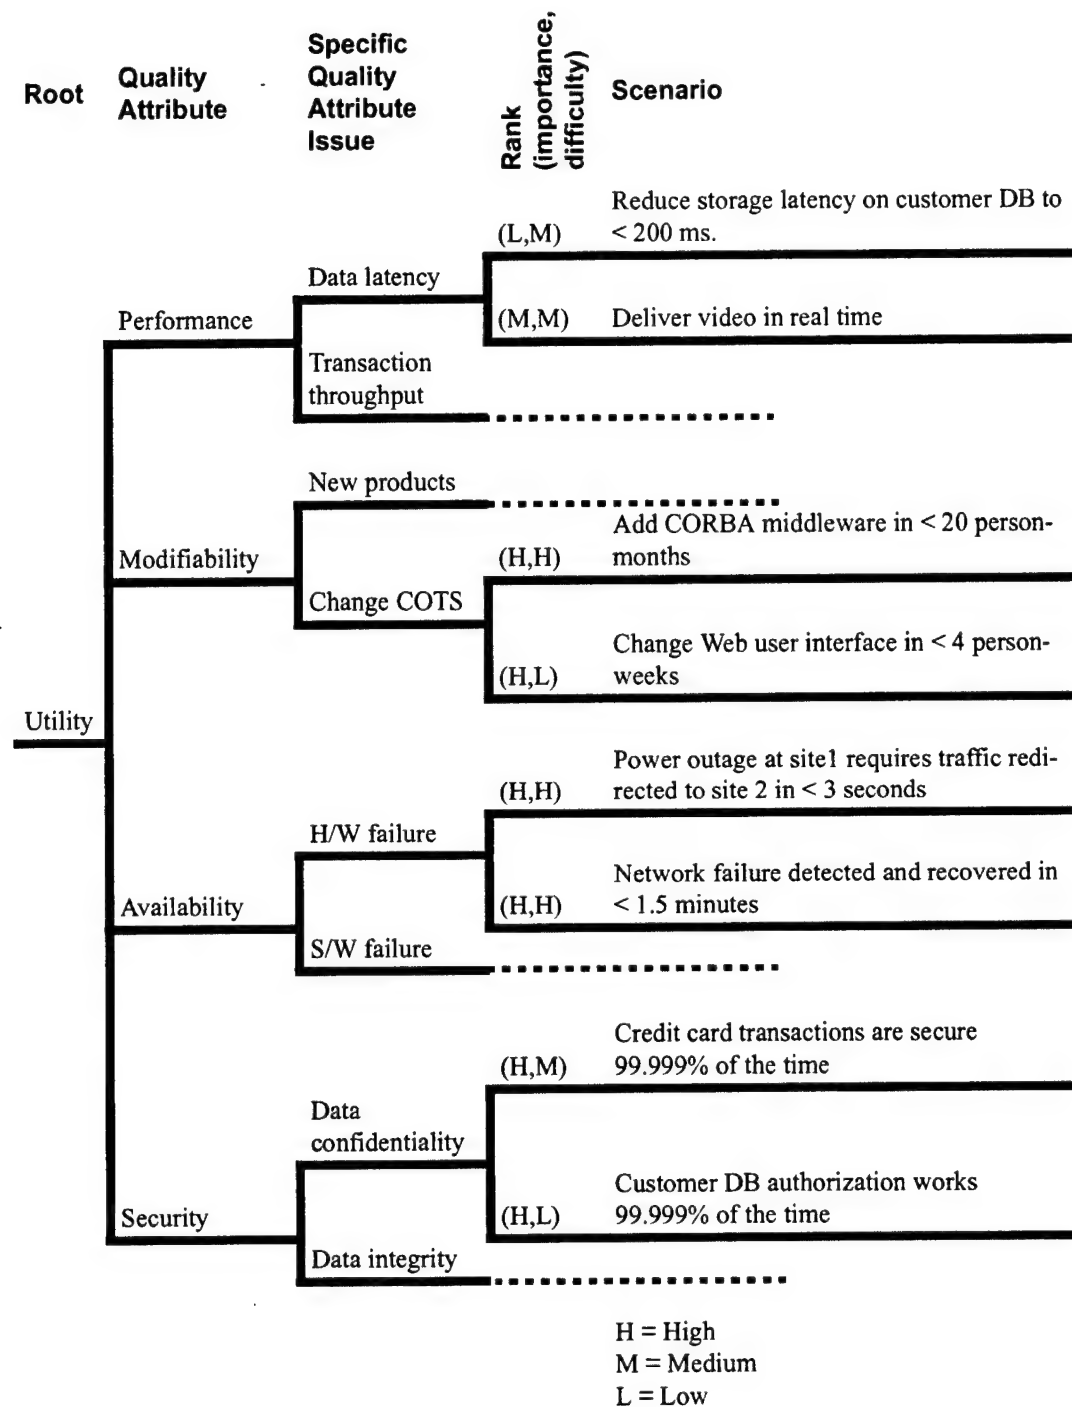 Root
Quality
Attribute
Specific
Quality
Attribute
Issue
Rank
(importance,
difficulty)
Scenario
Reduce storage latency on customer DB to
(L,M) < 200 ms.
Data latency
Performance
(M,M) Deliver video in real time
Transaction
throughput
New products
Add CORBA middleware in < 20 person-
(H,H) months
Modifiability
Change COTS
Change Web user interface in < 4 person-
(H,L) weeks
Utility
Power outage at site1 requires traffic redi-
(H,H) rected to site 2 in < 3 seconds
H/W failure
Network failure detected and recovered in
(H,H) < 1.5 minutes
Availability
S/W failure
Credit card transactions are secure
(H,M) 99.999% of the time
Data
confidentiality
Customer DB authorization works
(H,L) 99.999% of the time
Security
Data integrity
H = High
M = Medium
L = Low